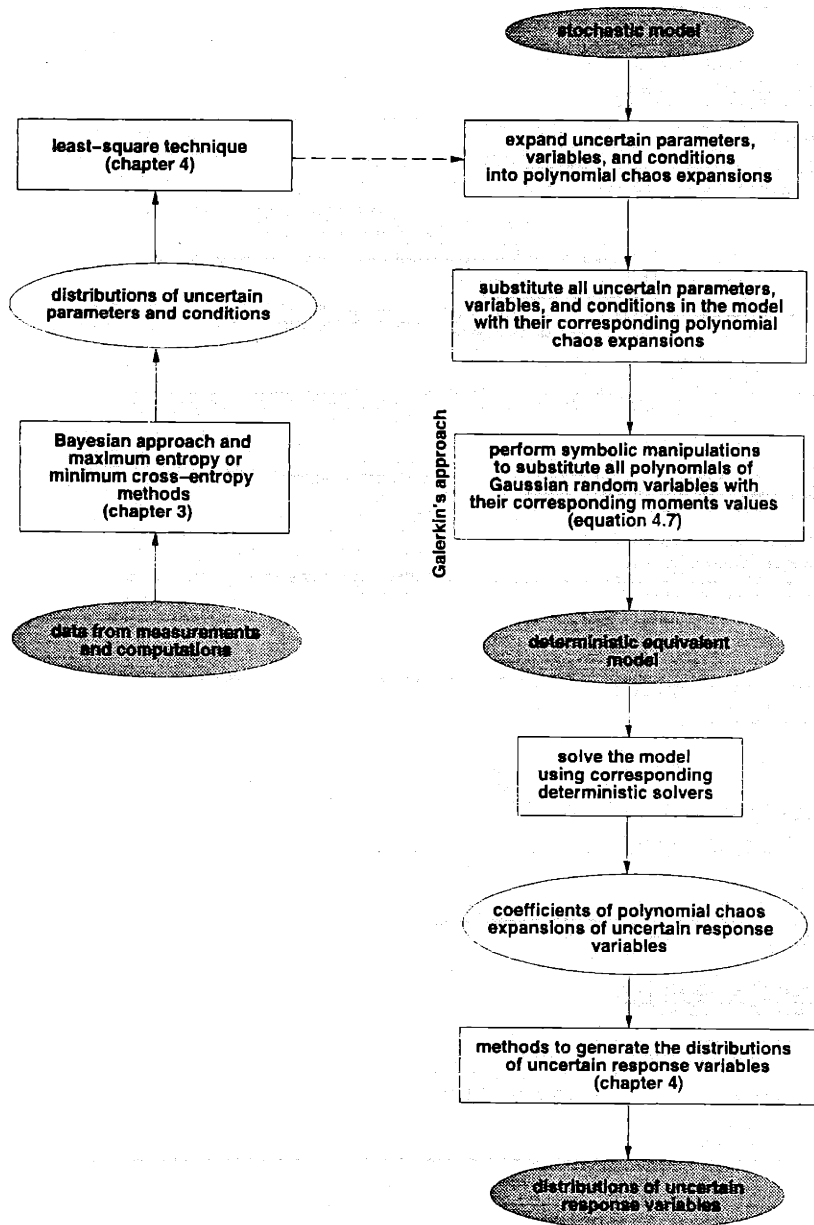 stochastic model
least-square technique
(chapter 4)
expand uncertain parameters,
variables, and conditions
into polynomial chaos expansions
distributions of uncertain
parameters and conditions
substitute all uncertain parameters,
variables, and conditions in the model
with their corresponding polynomial
chaos expansions
Bayesian approach and
maximum entropy or
minimum cross-entropy
methods
(chapter 3)
Galerkin's approach
perform symbolic manipulations
to substitute all polynomials of
Gaussian random variables with
their corresponding moments values
(equation 4.7)
data from measurements
and computations
deterministic equivalent
model
solve the model
using corresponding
deterministic solvers
coefficients of polynomial chaos
expansions of uncertain response
variables
methods to generate the distributions
of uncertain response variables
(chapter 4)
distributions of uncertain
response variables